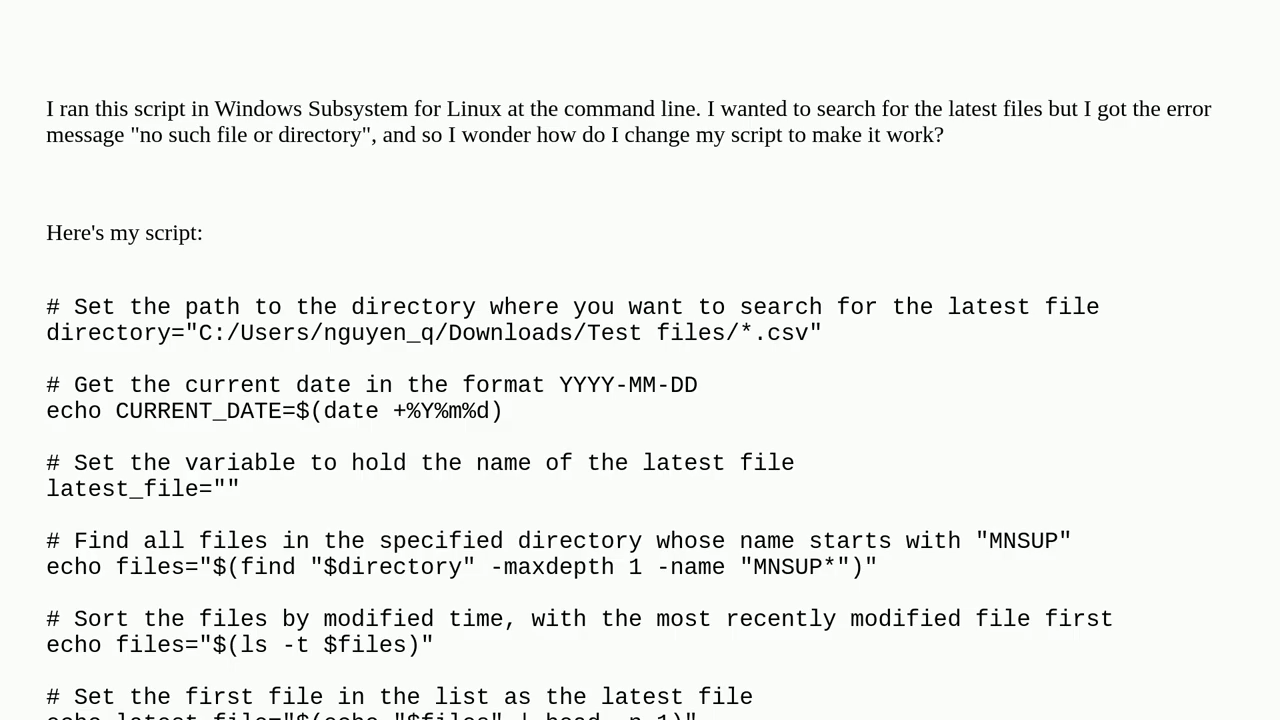 I ran this script in Windows Subsystem for Linux at the command line. I wanted to search for the latest files but I got the error
message "no such file or directory", and so I wonder how do I change my script to make it work?
Here's my script:
# Set the path to the directory where you want to search for the latest file
directory="C:/Users/nguyen_q/Downloads/Test files/*.csv"
# Get the current date in the format YYYY-MM-DD
echo CURRENT_DATE=$(date +%Y%m%d)
# Set the variable to hold the name of the latest file
latest_file=""
# Find all files in the specified directory whose name starts with "MNSUP"
echo files="$(find "$directory" -maxdepth 1 -name "MNSUP*")"
# Sort the files by modified time, with the most recently modified file first
echo files="$(ls -t $files)"
# Set the first file in the list as the latest file
echo latest_file="$(echo "$files" | head -n 1)"